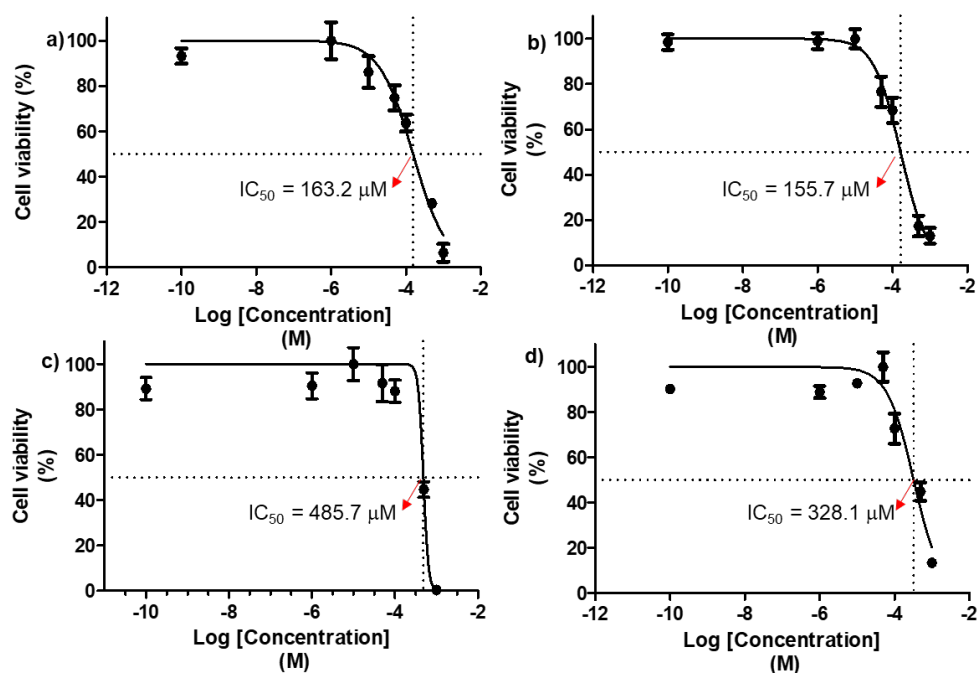 a)
100
80
60
40
20
0
Cell viability (%)
IC50 = 163.2 μM
-12 -10 -8 -6 -4 -2
Log [Concentration]
(M)
b)
100
80
60
40
20
0
Cell viability
(%)
IC50 = 155.7 μM
-12 -10 -8 -6 -4 -2
Log [Concentration]
(M)
c)
100
80
60
40
20
0
Cell viability
(%)
IC50 = 485.7 μM
-10 -8 -6 -4 -2
Log [Concentration]
(M)
d)
100
80
60
40
20
0
Cell viability
(%)
IC50 = 328.1 μM
-12 -10 -8 -6 -4 -2
Log [Concentration]
(M)